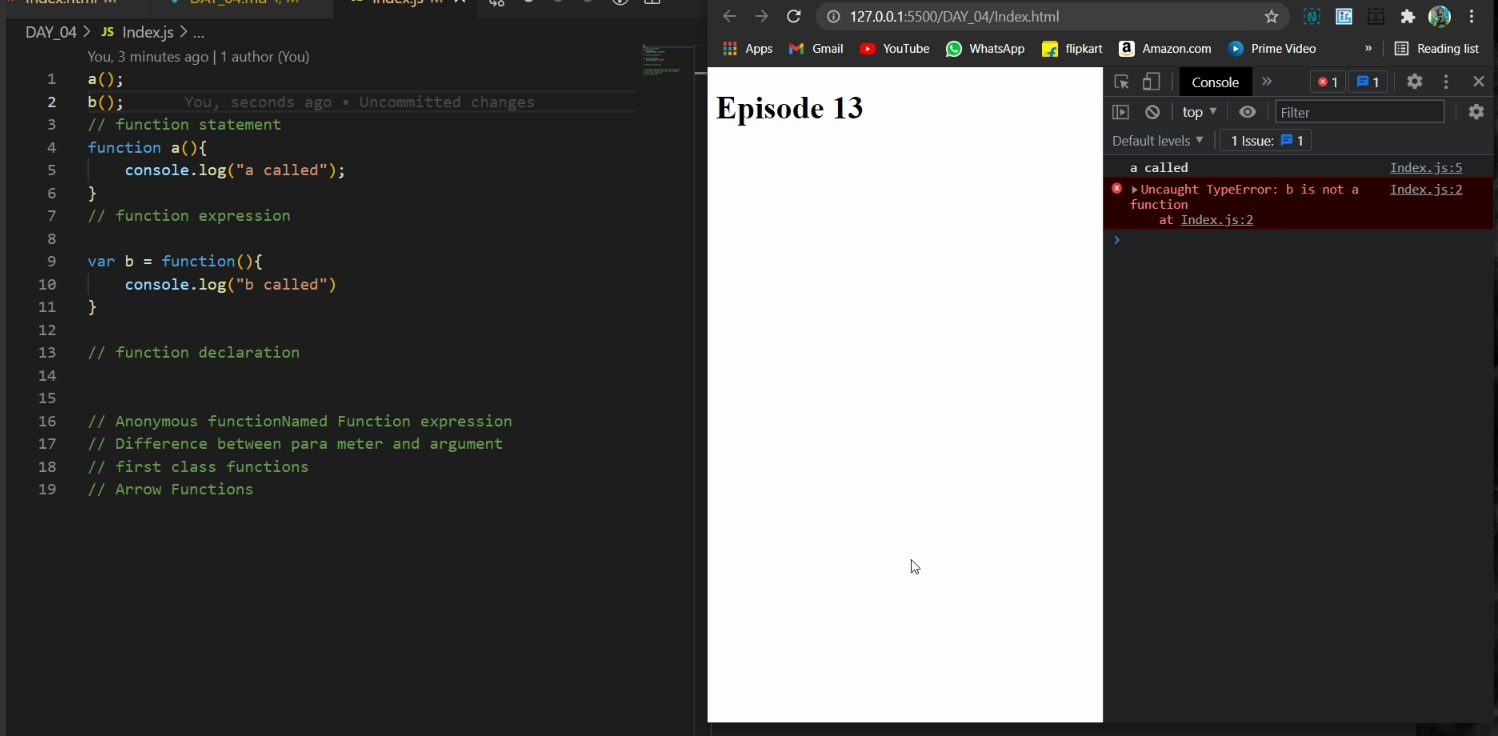 Index.html M
DAY_04.md 4, M
Index.js M
DAY_04 > JS Index.js > ...
You, 3 minutes ago | 1 author (You)
1 a();
2 b(); You, seconds ago • Uncommitted changes
3 // function statement
4 function a(){
5 console.log("a called");
6 }
7 // function expression
8
9 var b = function(){
10 console.log("b called")
11 }
12
13 // function declaration
14
15
16 // Anonymous functionNamed Function expression
17 // Difference between para meter and argument
18 // first class functions
19 // Arrow Functions
127.0.0.1:5500/DAY_04/Index.html
Apps Gmail YouTube WhatsApp flipkart Amazon.com Prime Video » Reading list
Episode 13
Console » 1 1
top Filter
Default levels 1 Issue: 1
a called Index.js:5
Uncaught TypeError: b is not a Index.js:2
function
at Index.js:2